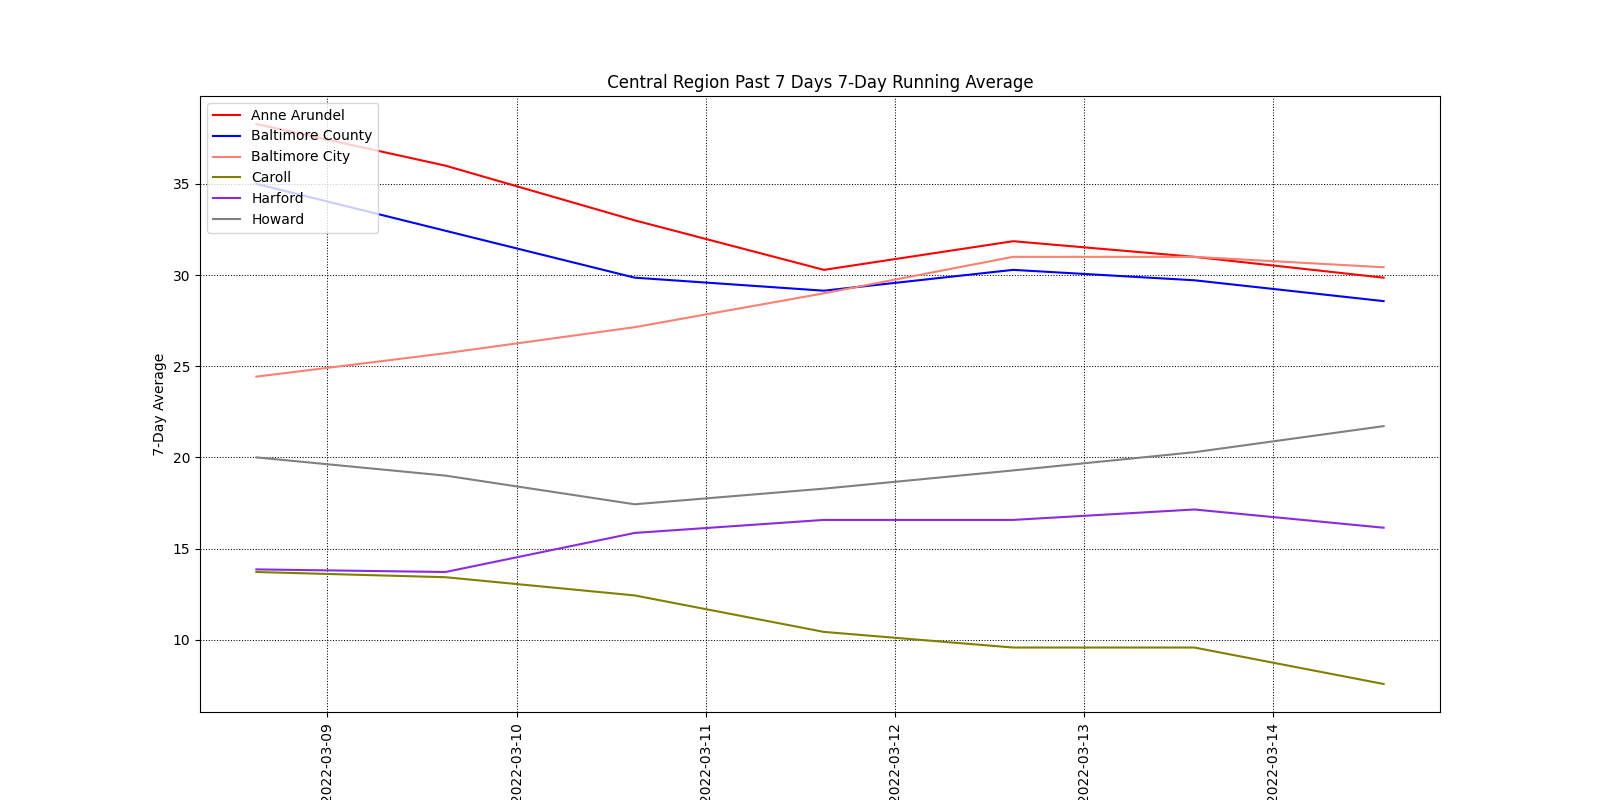 Central Region Past 7 Days 7-Day Running Average
Anne Arundel
Baltimore County
Baltimore City
Caroll
Harford
Howard
7-Day Average
35
30
25
20
15
10
2022-03-09
2022-03-10
2022-03-11
2022-03-12
2022-03-13
2022-03-14